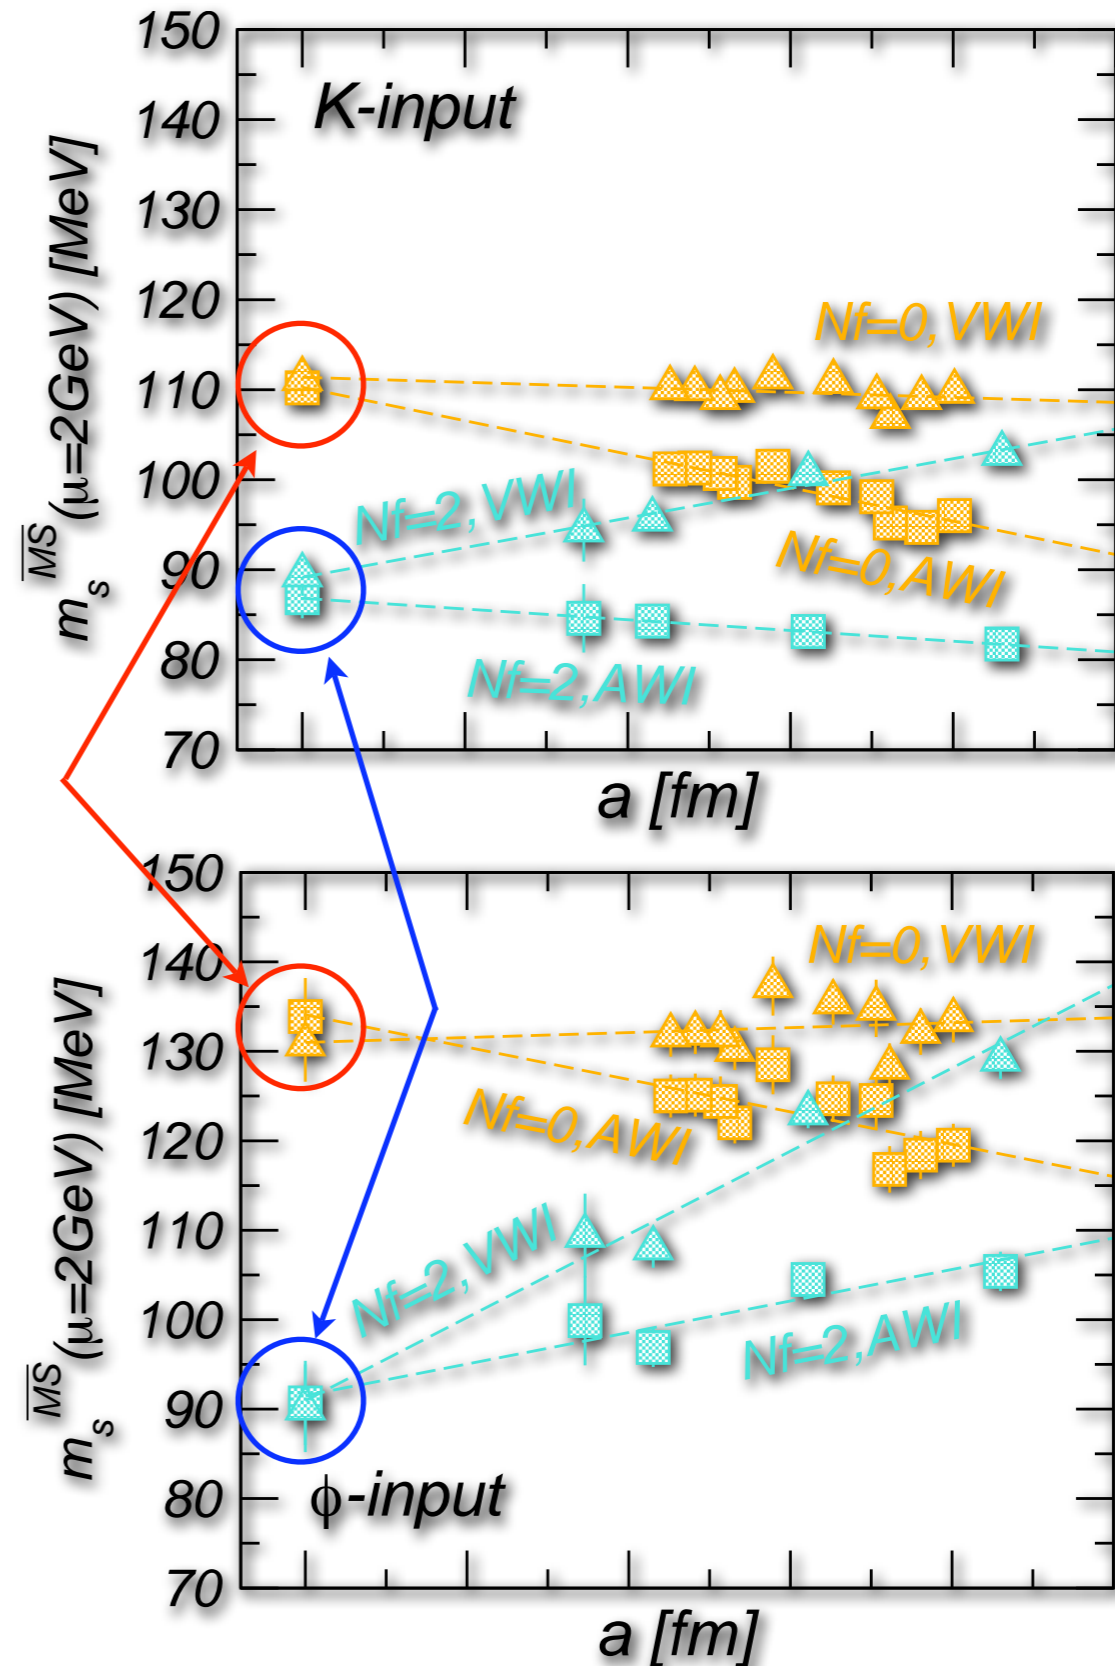 150
140
130
120
110
100
90
80
70
m_s^{\overline{MS}}(μ=2GeV) [MeV]
K-input
Nf=0,VWI
Nf=2,VWI
Nf=0,AWI
Nf=2,AWI
a [fm]
150
140
130
120
110
100
90
80
70
m_s^{\overline{MS}}(μ=2GeV) [MeV]
Nf=0,VWI
Nf=0,AWI
Nf=2,VWI
Nf=2,AWI
ϕ-input
a [fm]